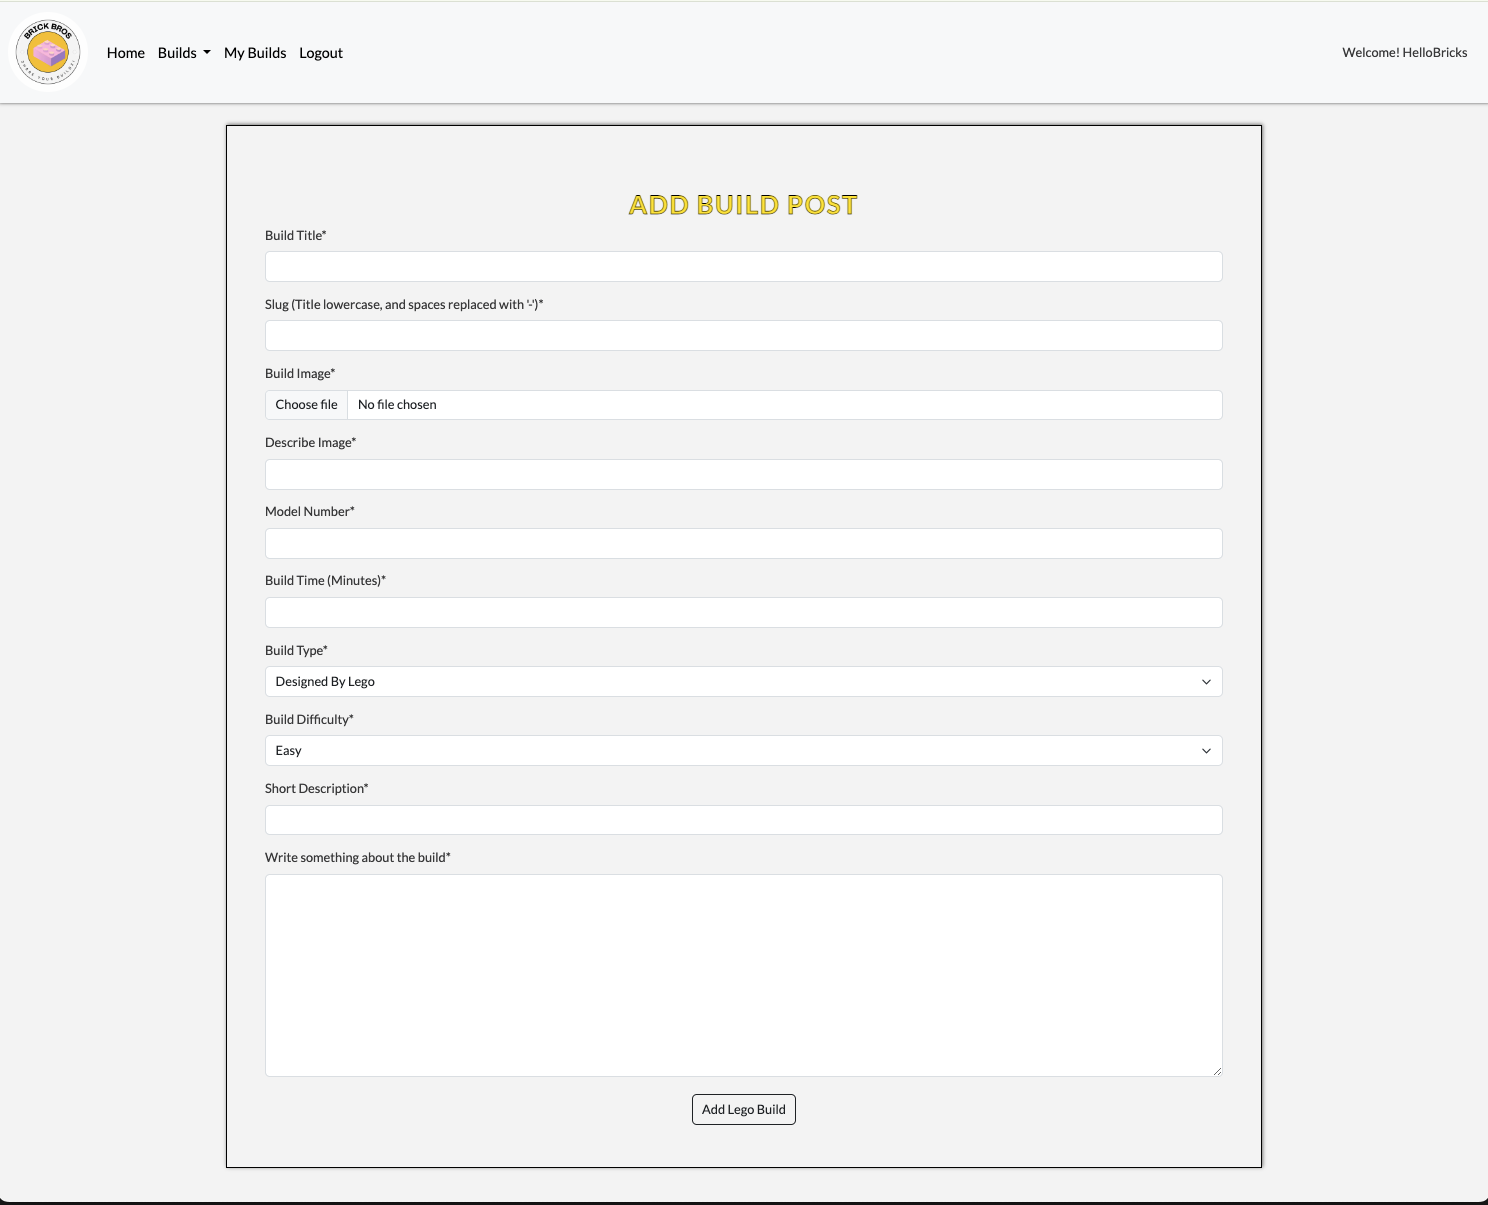 BRICK BROS
SHARE YOUR BUILDS!
Home Builds My Builds Logout
Welcome! HelloBricks
ADD BUILD POST
Build Title*
Slug (Title lowercase, and spaces replaced with '-')*
Build Image*
Choose file No file chosen
Describe Image*
Model Number*
Build Time (Minutes)*
Build Type*
Designed By Lego
Build Difficulty*
Easy
Short Description*
Write something about the build*
Add Lego Build